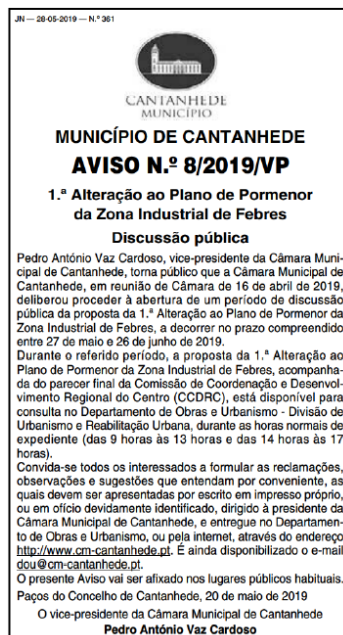 JN — 28-05-2019 — N.º 361
CANTANHEDE
MUNICÍPIO
MUNICÍPIO DE CANTANHEDE
AVISO N.º 8/2019/VP
1.ª Alteração ao Plano de Pormenor
da Zona Industrial de Febres
Discussão pública
Pedro António Vaz Cardoso, vice-presidente da Câmara Muni-
cipal de Cantanhede, torna público que a Câmara Municipal de
Cantanhede, em reunião de Câmara de 16 de abril de 2019,
deliberou proceder à abertura de um período de discussão
pública da proposta da 1.ª Alteração ao Plano de Pormenor da
Zona Industrial de Febres, a decorrer no prazo compreendido
entre 27 de maio e 26 de junho de 2019.
Durante o referido período, a proposta da 1.ª Alteração ao
Plano de Pormenor da Zona Industrial de Febres, acompanha-
da do parecer final da Comissão de Coordenação e Desenvol-
vimento Regional do Centro (CCDRC), está disponível para
consulta no Departamento de Obras e Urbanismo - Divisão de
Urbanismo e Reabilitação Urbana, durante as horas normais de
expediente (das 9 horas às 13 horas e das 14 horas às 17
horas).
Convida-se todos os interessados a formular as reclamações,
observações e sugestões que entendam por conveniente, as
quais devem ser apresentadas por escrito em impresso próprio,
ou em ofício devidamente identificado, dirigido à presidente da
Câmara Municipal de Cantanhede, e entregue no Departamen-
to de Obras e Urbanismo, ou pela internet, através do endereço
http://www.cm-cantanhede.pt. É ainda disponibilizado o e-mail
dou@cm-cantanhede.pt.
O presente Aviso vai ser afixado nos lugares públicos habituais.
Paços do Concelho de Cantanhede, 20 de maio de 2019
O vice-presidente da Câmara Municipal de Cantanhede
Pedro António Vaz Cardoso